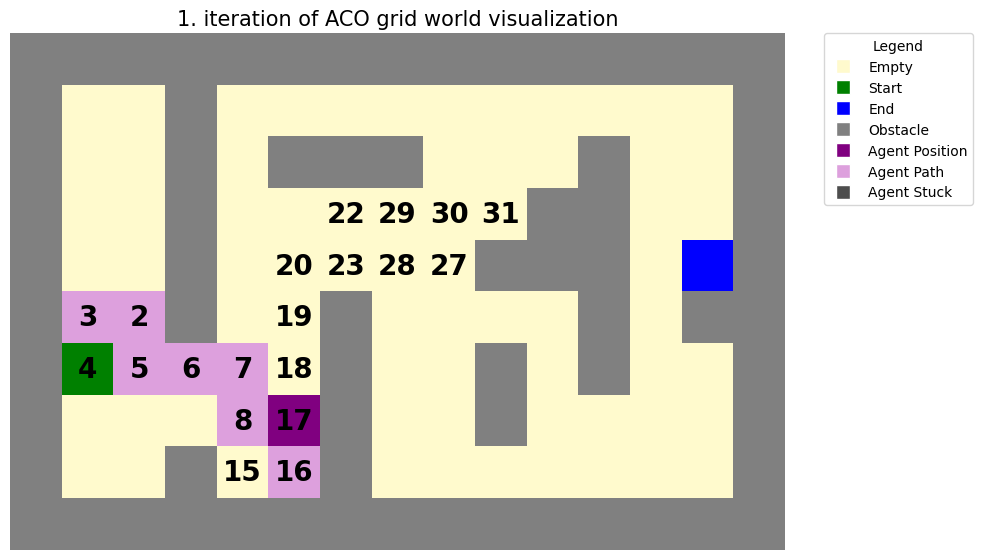 1. iteration of ACO grid world visualization
Legend
Empty
Start
End
Obstacle
Agent Position
Agent Path
Agent Stuck
22 29 30 31
20 23 28 27
3 2 19
4 5 6 7 18
8 17
15 16